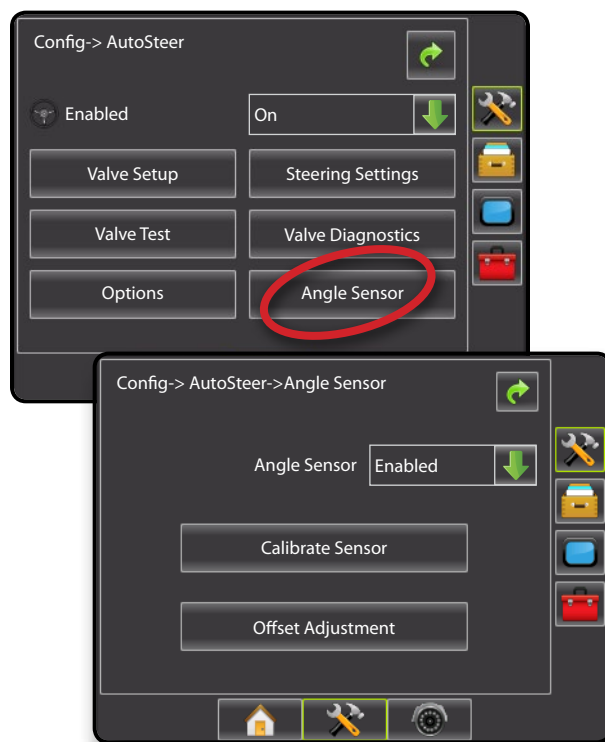 Config-> AutoSteer
Enabled
On
Valve Setup
Steering Settings
Valve Test
Valve Diagnostics
Options
Angle Sensor
Config-> AutoSteer->Angle Sensor
Angle Sensor
Enabled
Calibrate Sensor
Offset Adjustment